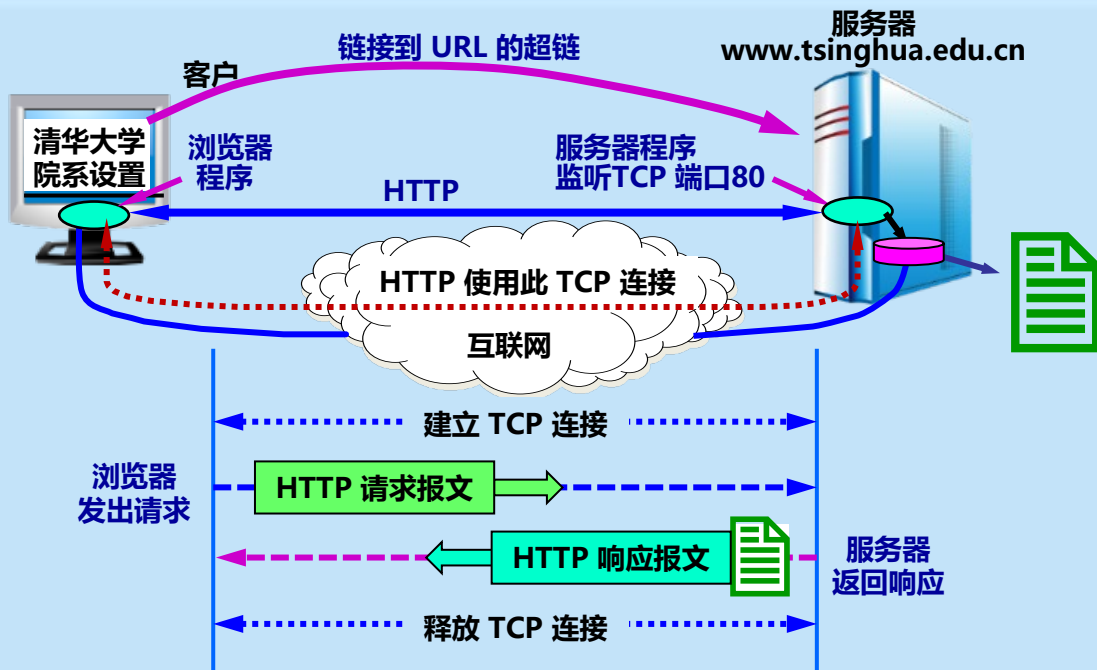 服务器
www.tsinghua.edu.cn
链接到 URL 的超链
客户
清华大学
院系设置
浏览器
程序
服务器程序
监听TCP 端口80
HTTP
HTTP 使用此 TCP 连接
互联网
建立 TCP 连接
浏览器
发出请求
HTTP 请求报文
HTTP 响应报文
服务器
返回响应
释放 TCP 连接